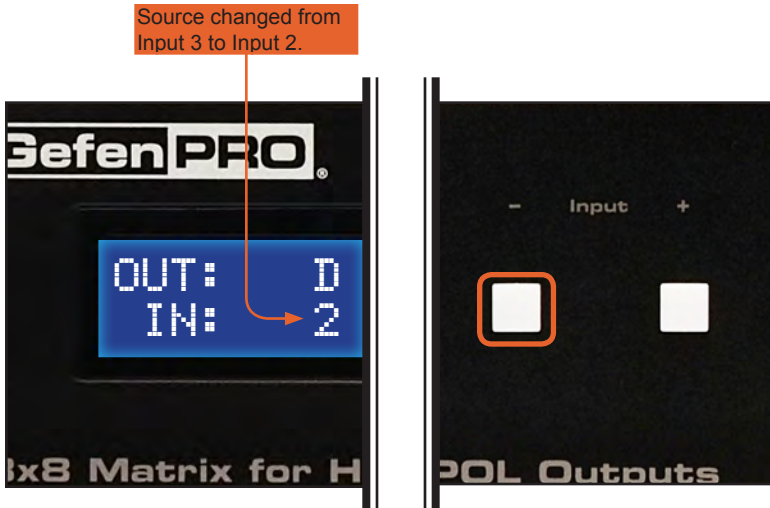 Source changed from
Input 3 to Input 2.
GefenPRO®
- Input +
OUT: D
IN: 2
8x8 Matrix for H
POL Outputs